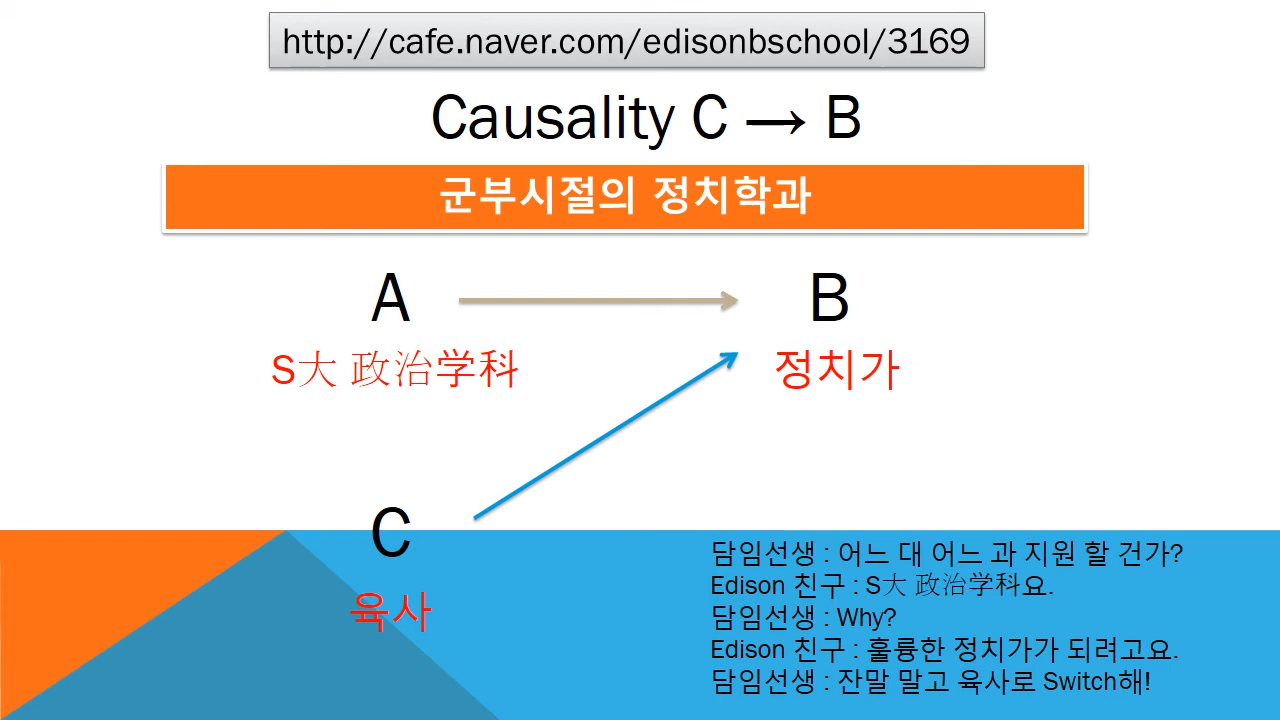 http://cafe.naver.com/edisonbschool/3169
Causality C → B
군부시절의 정치학과
A
B
S大 政治学科
정치가
C
육사
담임선생 : 어느 대 어느 과 지원 할 건가?
Edison 친구 : S大 政治学科요.
담임선생 : Why?
Edison 친구 : 훌륭한 정치가가 되려고요.
담임선생 : 잔말 말고 육사로 Switch해!